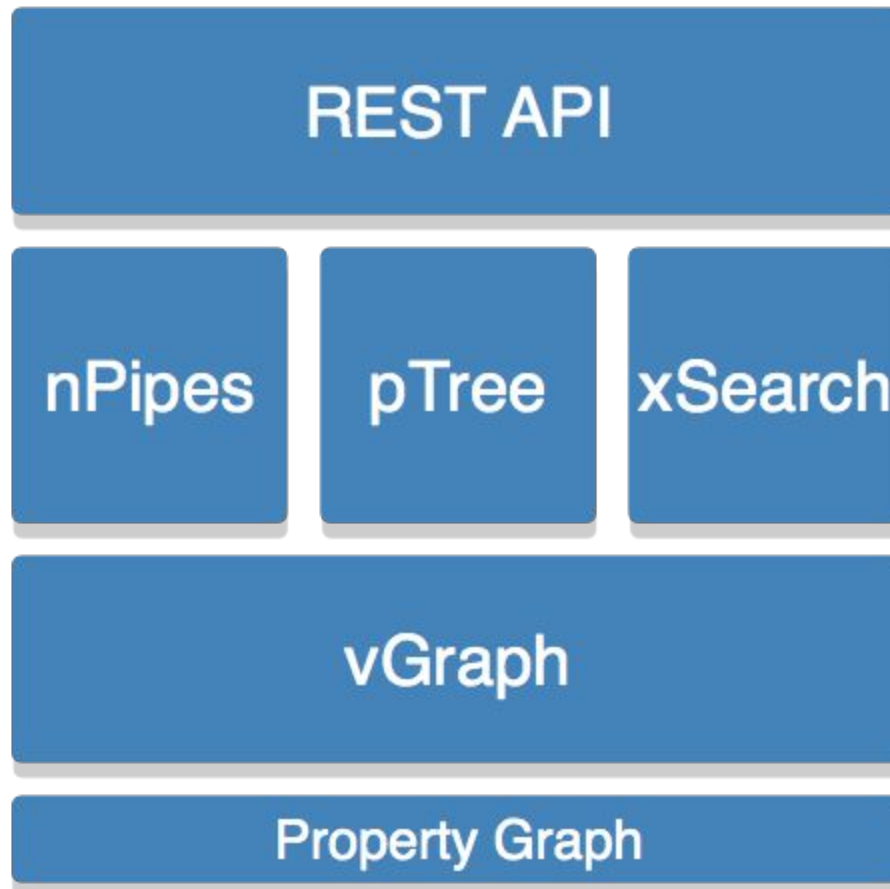 REST API
nPipes
pTree
xSearch
vGraph
Property Graph